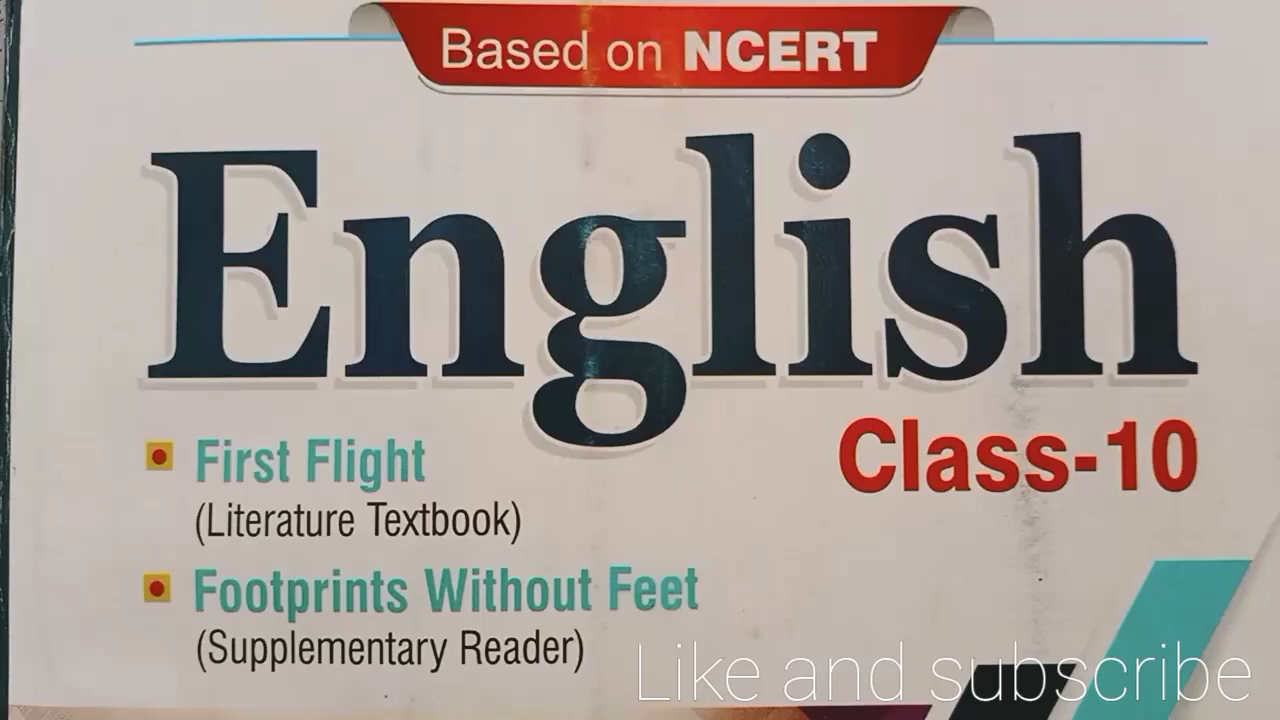 Based on NCERT
English
Class-10
First Flight
(Literature Textbook)
Footprints Without Feet
(Supplementary Reader)
Like and subscribe